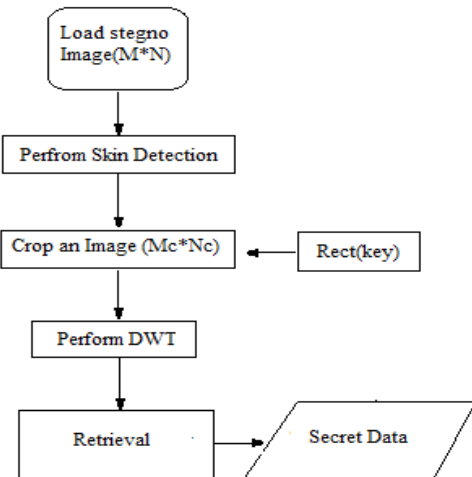 Load stegno
Image(M*N)
Perfrom Skin Detection
Crop an Image (Mc*Nc)
Rect(key)
Perform DWT
Retrieval
Secret Data